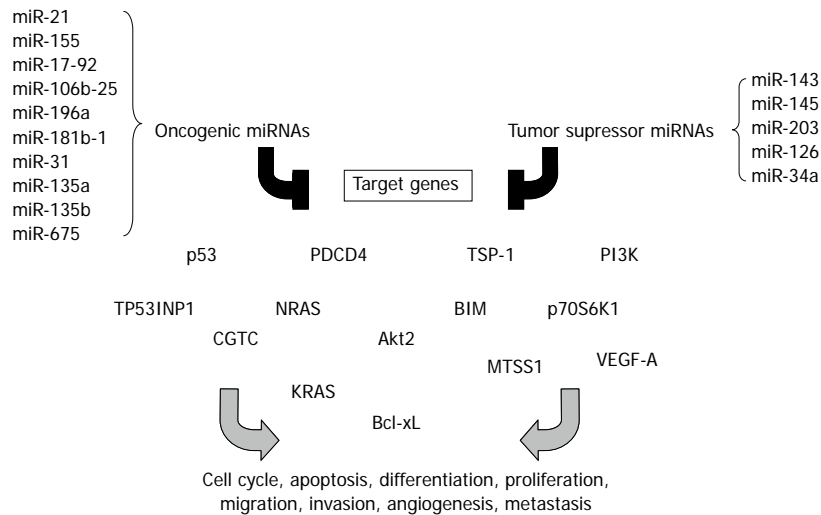 miR-21
miR-155
miR-17-92
miR-106b-25
miR-196a
miR-181b-1
miR-31
miR-135a
miR-135b
miR-675
Oncogenic miRNAs
Tumor supressor miRNAs
miR-143
miR-145
miR-203
miR-126
miR-34a
Target genes
p53 PDCD4 TSP-1 PI3K
TP53INP1 NRAS BIM p70S6K1
CGTC Akt2
MTSS1 VEGF-A
KRAS
Bcl-xL
Cell cycle, apoptosis, differentiation, proliferation,
migration, invasion, angiogenesis, metastasis